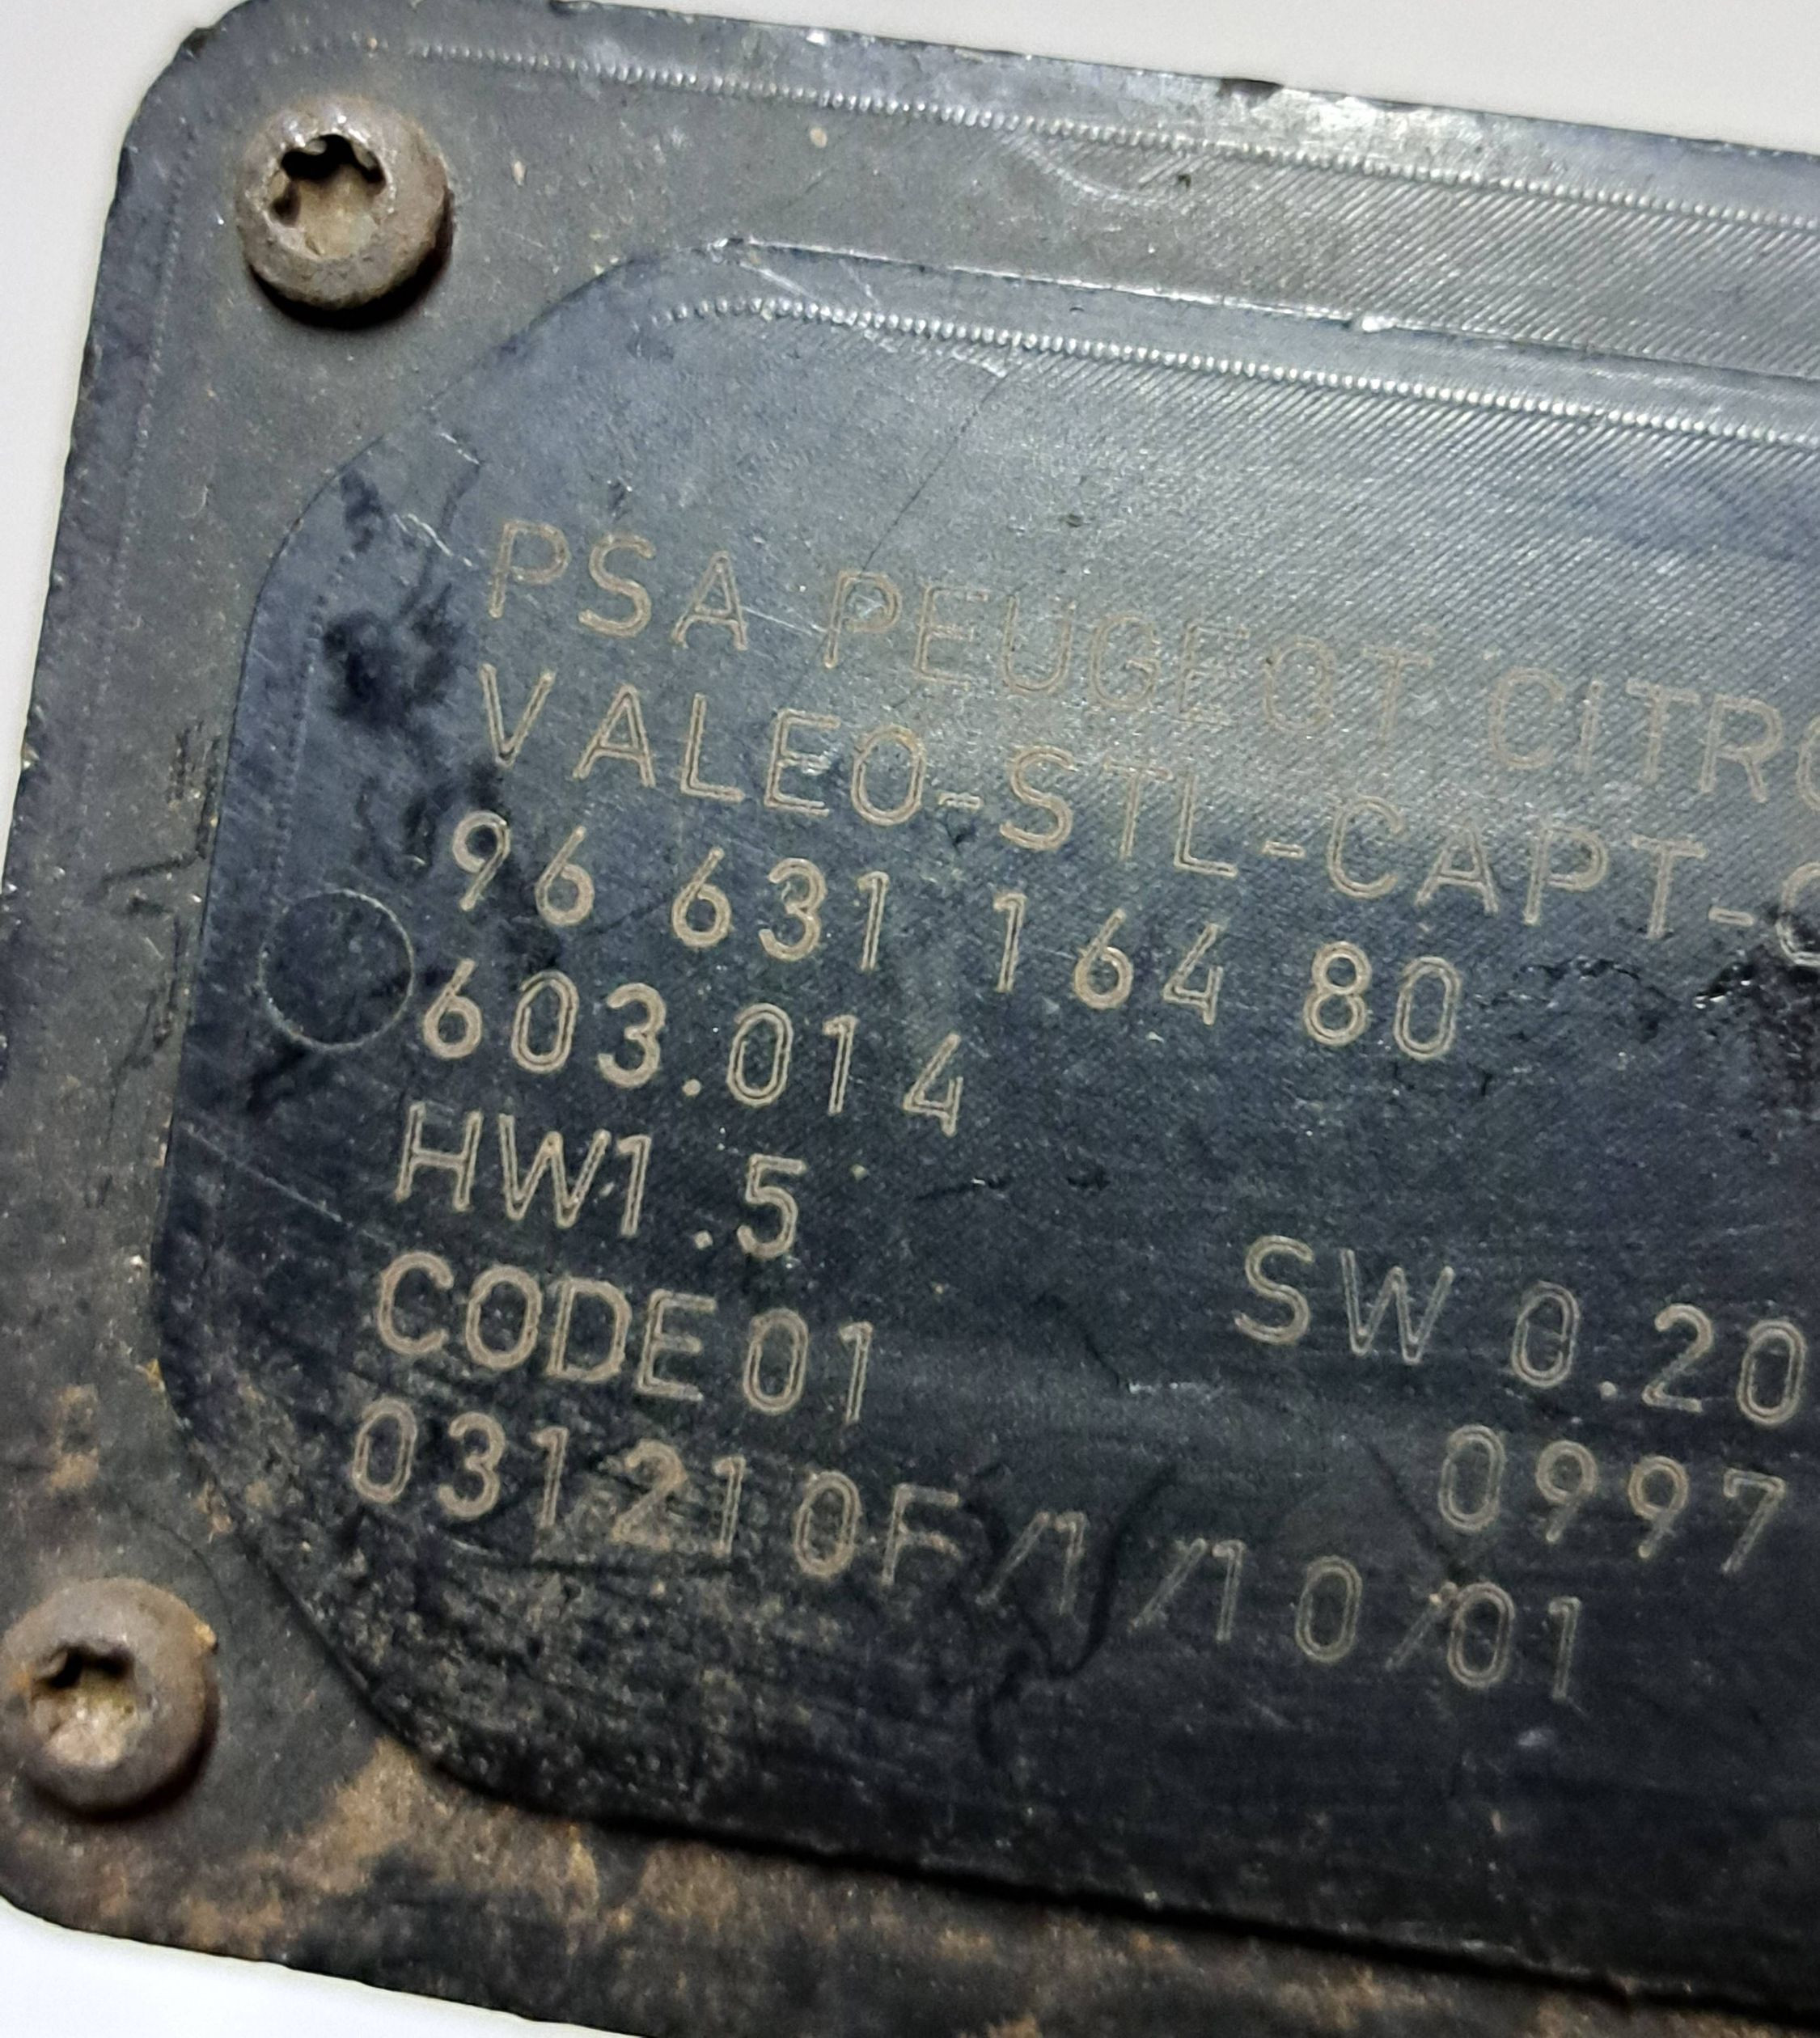 PSA PEUGEOT CITRO
VALEO-STL-CAPT-
96 631 164 80
603.014
HW1.5 SW 0.20
CODE 01 0997
031210F/1/10/01